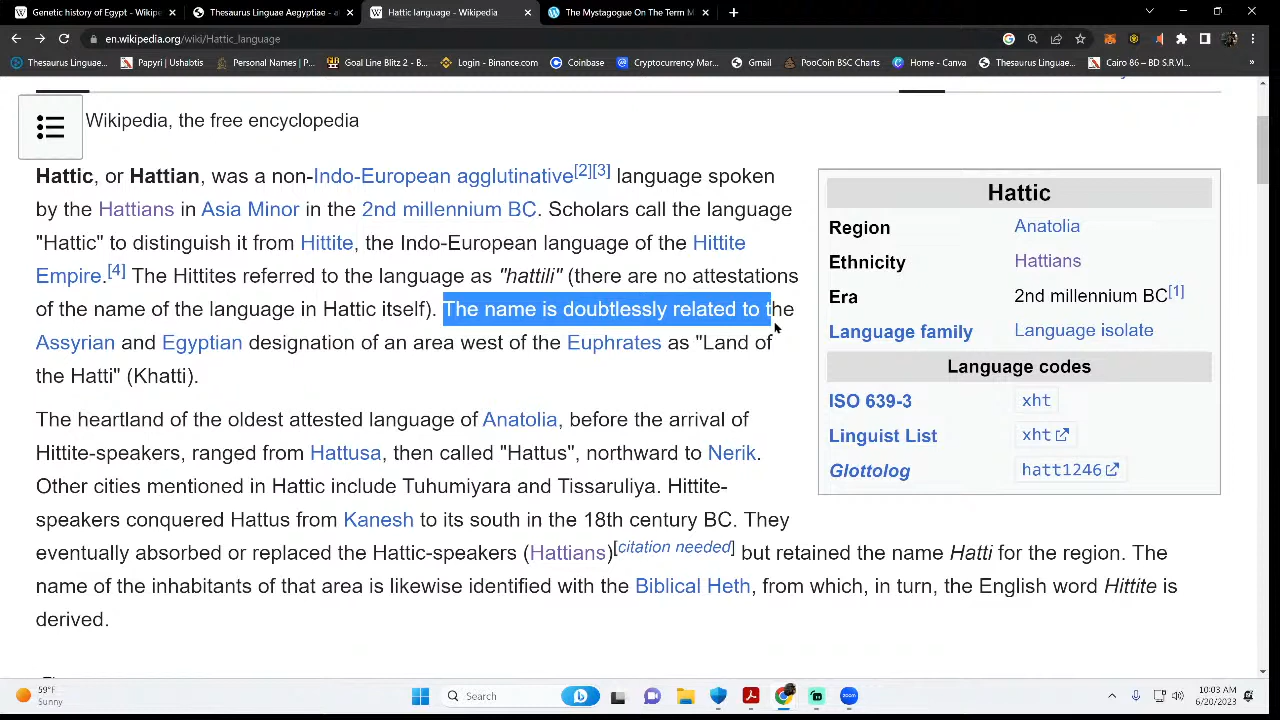 Genetic history of Egypt - Wikipe
Thesaurus Linguae Aegyptiae - a
Hattic language - Wikipedia
The Mystagogue On The Term M
en.wikipedia.org/wiki/Hattic_language
Thesaurus Linguae...
Papyri | Ushabtis
Personal Names | P...
Goal Line Blitz 2 - B...
Login - Binance.com
Coinbase
Cryptocurrency Mar...
Gmail
PooCoin BSC Charts
Home - Canva
Thesaurus Linguae...
Cairo 86 – BD S.R.VI...
Wikipedia, the free encyclopedia
Hattic, or Hattian, was a non-Indo-European agglutinative[2][3] language spoken
by the Hattians in Asia Minor in the 2nd millennium BC. Scholars call the language
"Hattic" to distinguish it from Hittite, the Indo-European language of the Hittite
Empire.[4] The Hittites referred to the language as "hattili" (there are no attestations
of the name of the language in Hattic itself). The name is doubtlessly related to the
Assyrian and Egyptian designation of an area west of the Euphrates as "Land of
the Hatti" (Khatti).
The heartland of the oldest attested language of Anatolia, before the arrival of
Hittite-speakers, ranged from Hattusa, then called "Hattus", northward to Nerik.
Other cities mentioned in Hattic include Tuhumiyara and Tissaruliya. Hittite-
speakers conquered Hattus from Kanesh to its south in the 18th century BC. They
eventually absorbed or replaced the Hattic-speakers (Hattians)[citation needed] but retained the name Hatti for the region. The
name of the inhabitants of that area is likewise identified with the Biblical Heth, from which, in turn, the English word Hittite is
derived.
Hattic
Region Anatolia
Ethnicity Hattians
Era 2nd millennium BC[1]
Language family Language isolate
Language codes
ISO 639-3 xht
Linguist List xht
Glottolog hatt1246
59°F
Sunny
Search
10:03 AM
6/20/2023